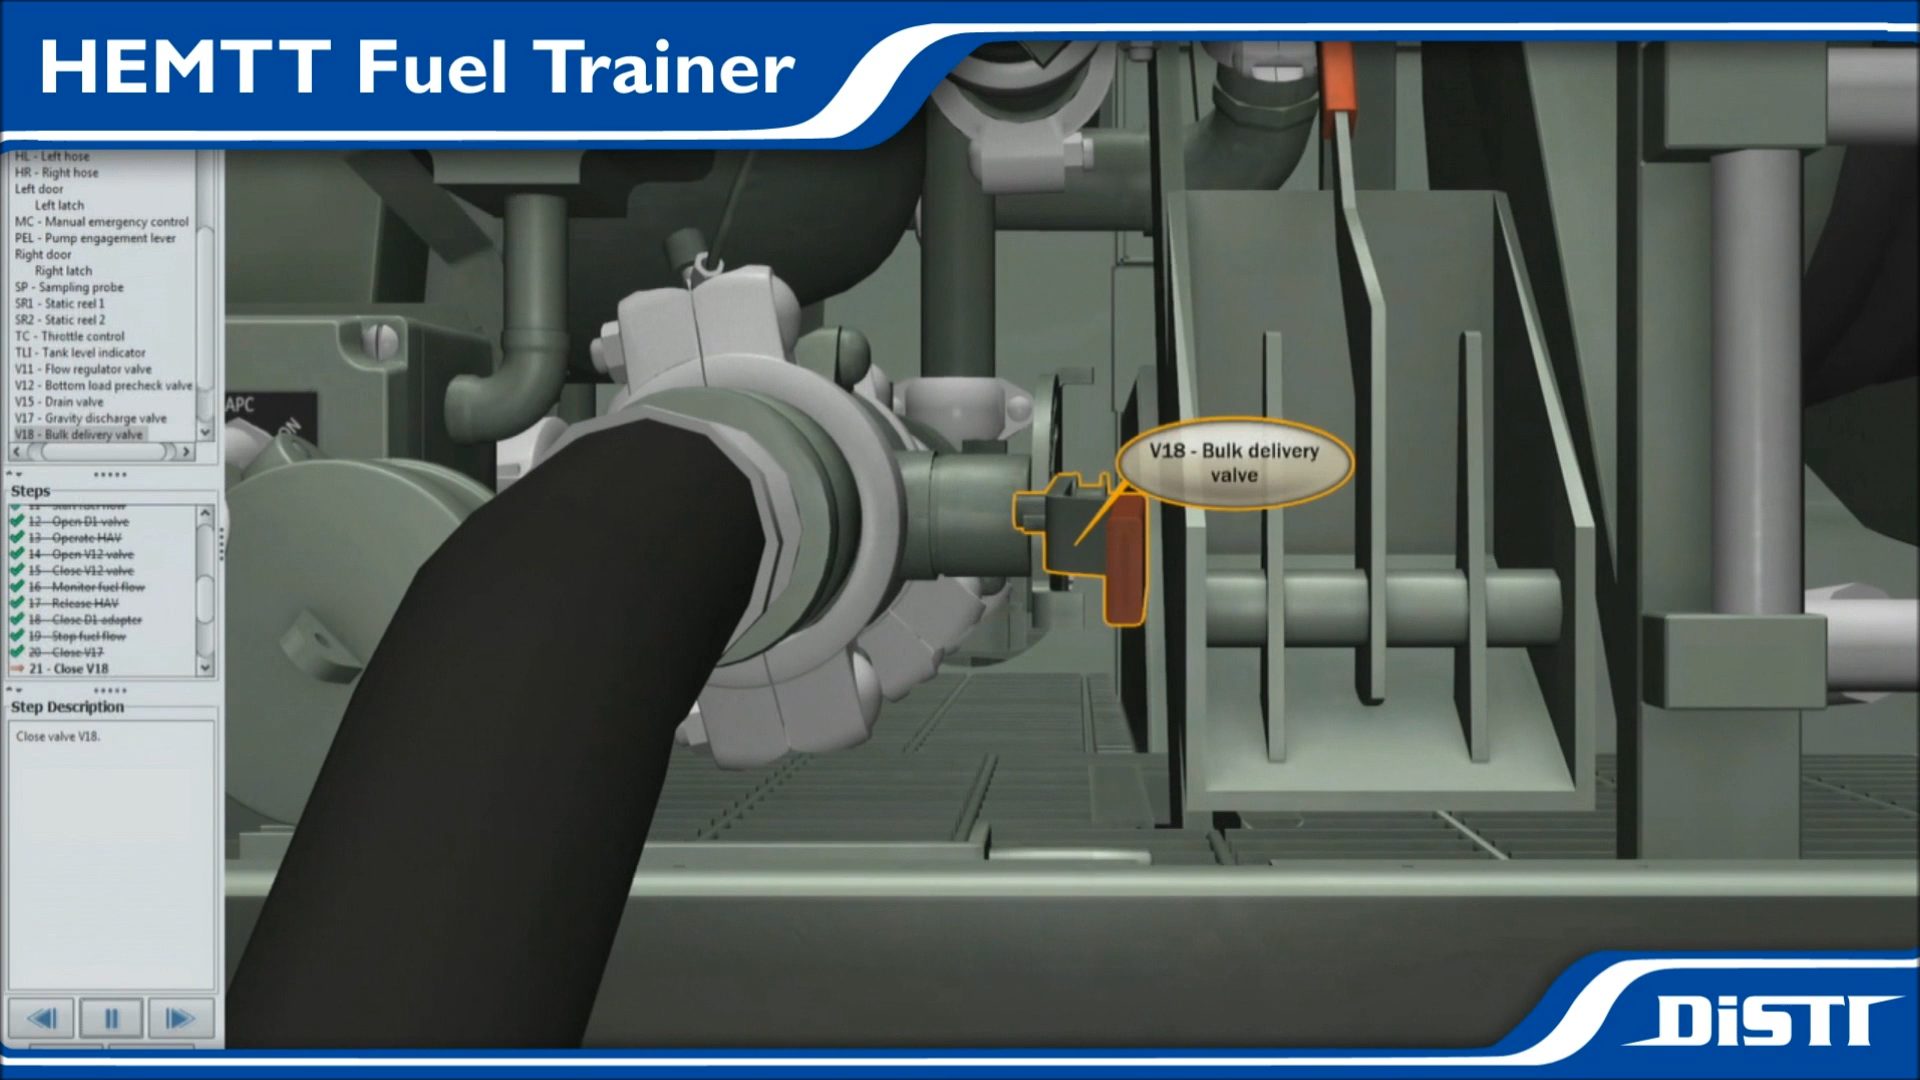 HEMTT Fuel Trainer
HL - Left hose
HR - Right hose
Left door
Left latch
MC - Manual emergency control
PEL - Pump engagement lever
Right door
Right latch
SP - Sampling probe
SR1 - Static reel 1
SR2 - Static reel 2
TC - Throttle control
TLI - Tank level indicator
V11 - Flow regulator valve
V12 - Bottom load precheck valve
V15 - Drain valve
V17 - Gravity discharge valve
V18 - Bulk delivery valve
Steps
11 - Start fuel flow
12 - Open D1 valve
13 - Operate HAV
14 - Open V12 valve
15 - Close V12 valve
16 - Monitor fuel flow
17 - Release HAV
18 - Close D1 adapter
19 - Stop fuel flow
20 - Close V17
21 - Close V18
Step Description
Close valve V18.
APC
ON
V18 - Bulk delivery
valve
DiSTI